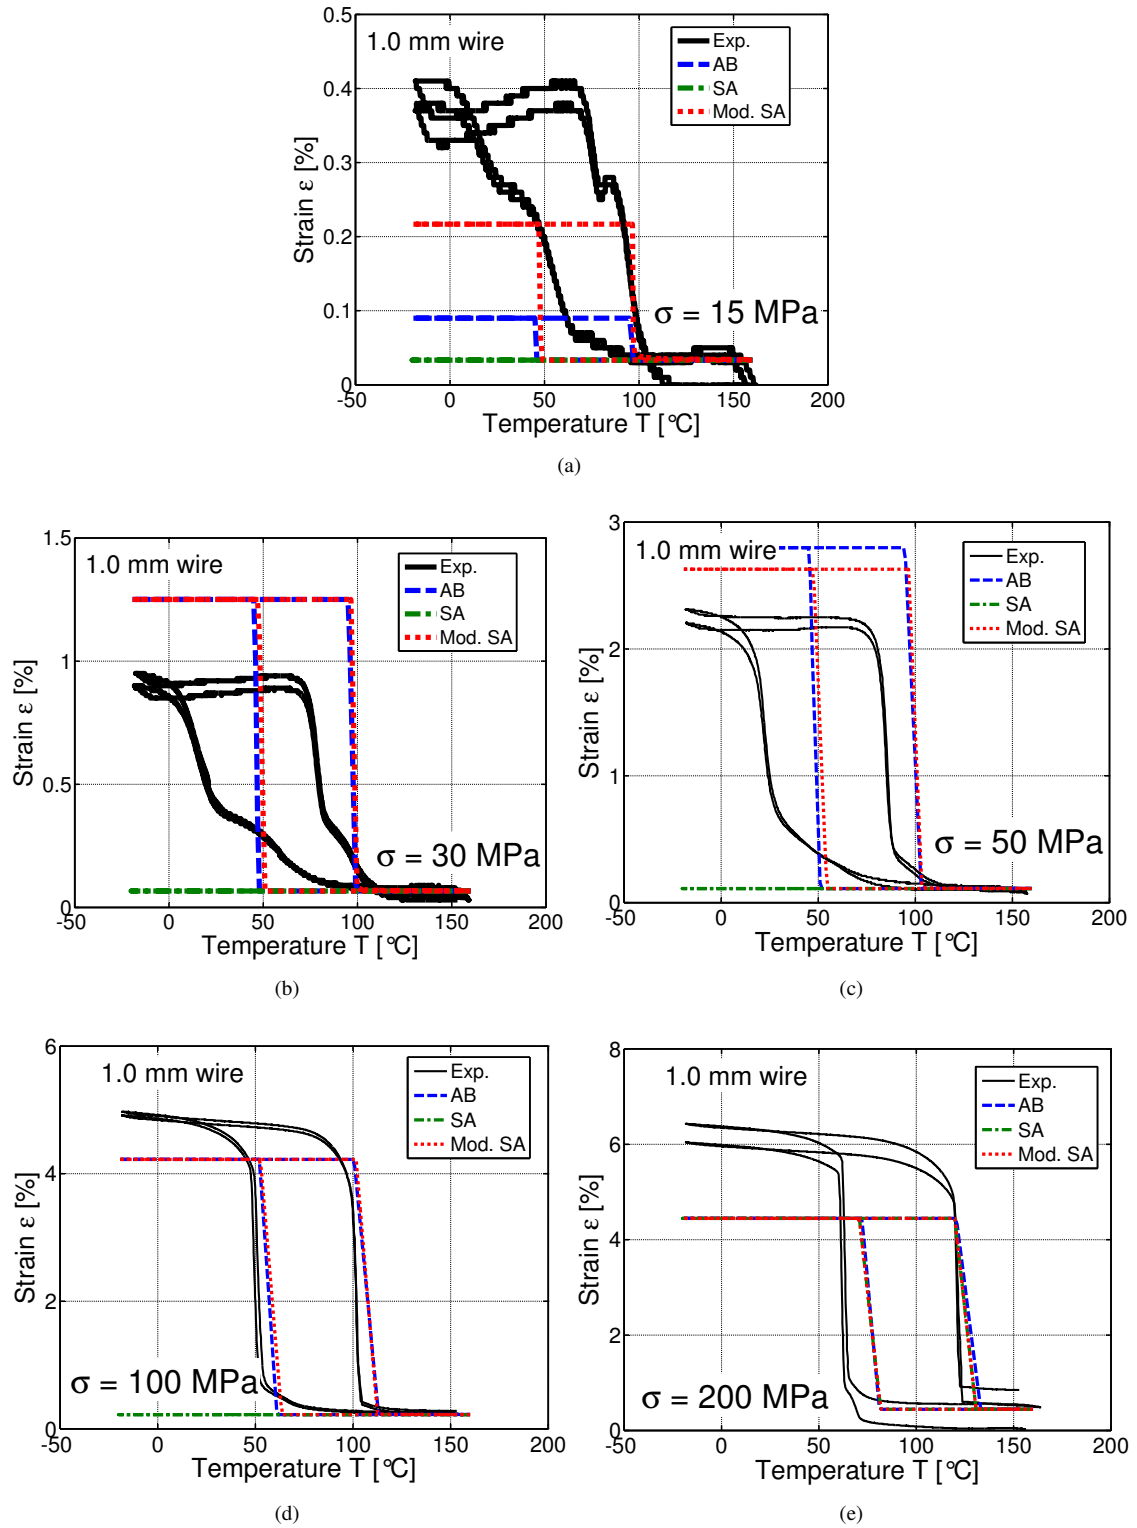 1.0 mm wire
Exp.
AB
SA
Mod. SA
Strain ε [%]
0.5
0.4
0.3
0.2
0.1
0
σ = 15 MPa
-50 0 50 100 150 200
Temperature T [°C]
(a)
1.0 mm wire
Exp.
AB
SA
Mod. SA
Strain ε [%]
1.5
1
0.5
0
σ = 30 MPa
-50 0 50 100 150 200
Temperature T [°C]
(b)
1.0 mm wire
Exp.
AB
SA
Mod. SA
Strain ε [%]
3
2
1
0
σ = 50 MPa
-50 0 50 100 150 200
Temperature T [°C]
(c)
1.0 mm wire
Exp.
AB
SA
Mod. SA
Strain ε [%]
6
4
2
0
σ = 100 MPa
-50 0 50 100 150 200
Temperature T [°C]
(d)
1.0 mm wire
Exp.
AB
SA
Mod. SA
Strain ε [%]
8
6
4
2
0
σ = 200 MPa
-50 0 50 100 150 200
Temperature T [°C]
(e)